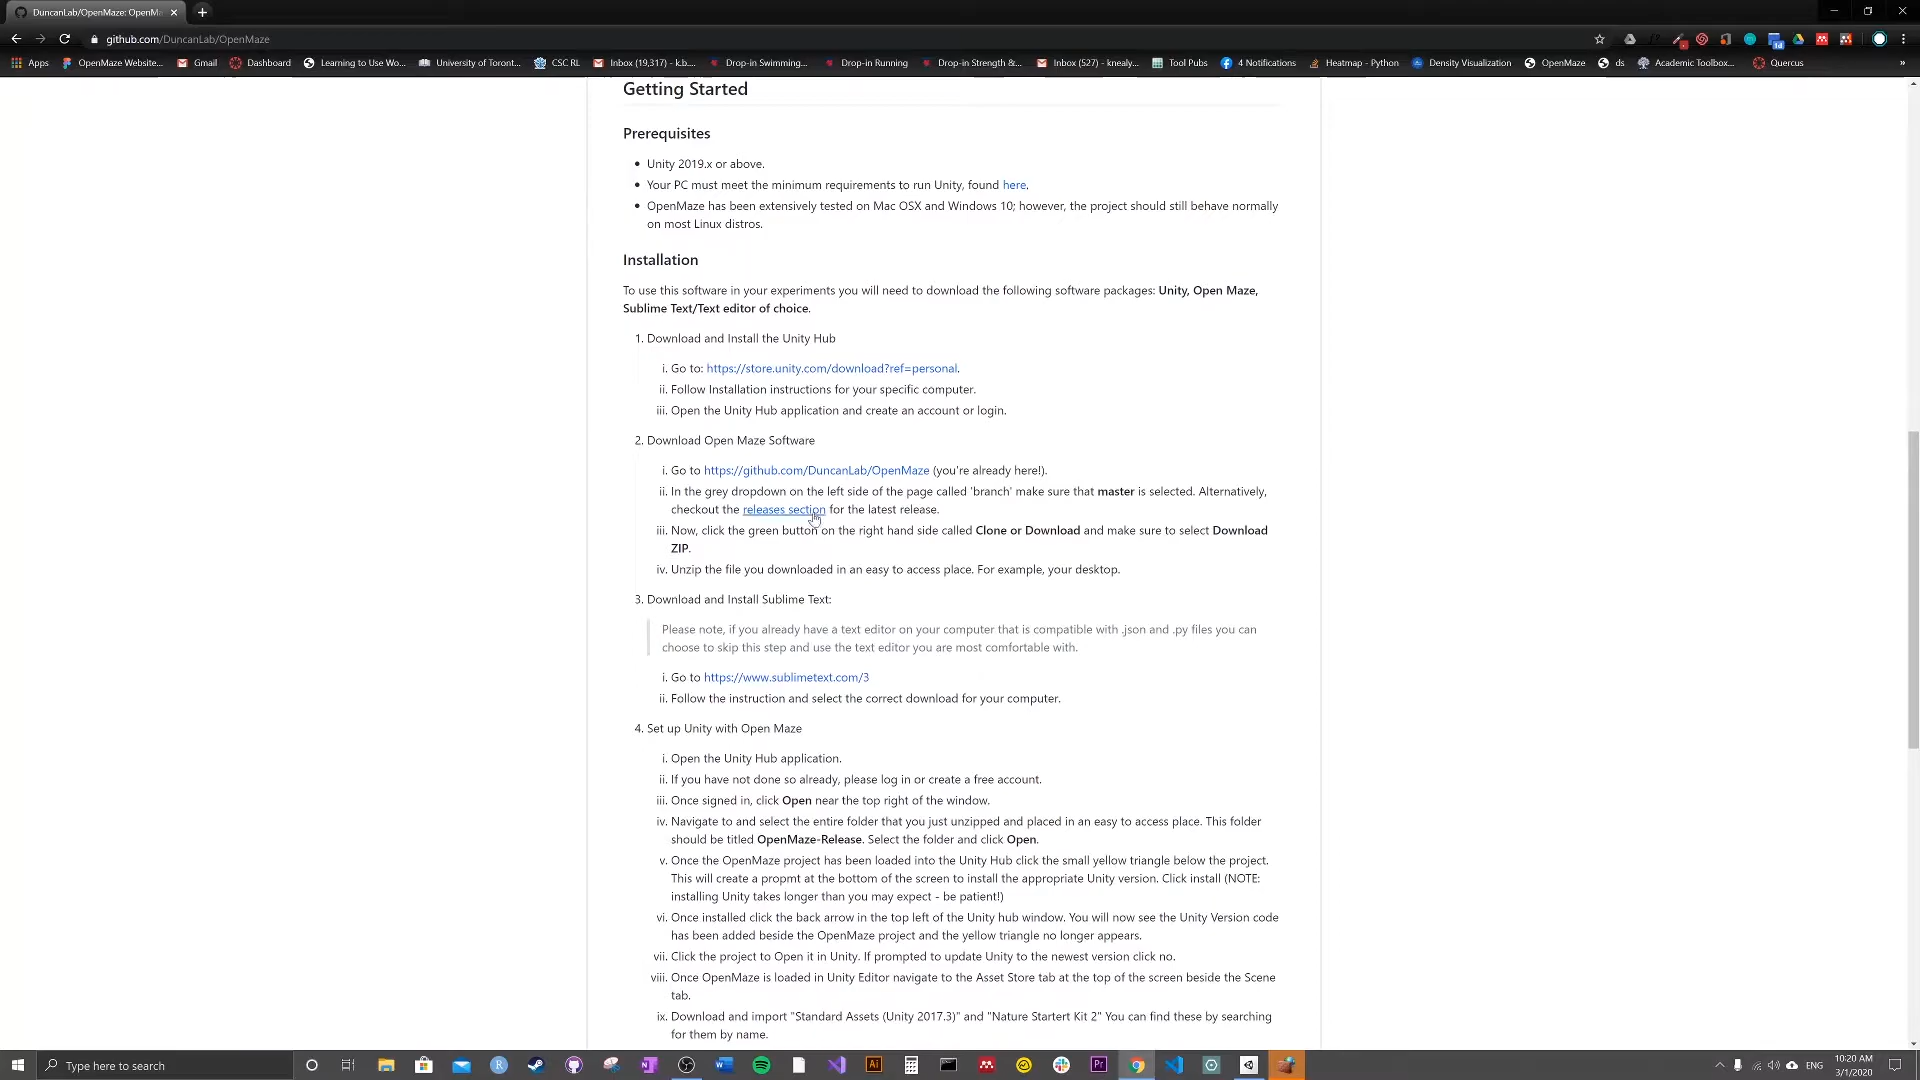 DuncanLab/OpenMaze: OpenMa
github.com/DuncanLab/OpenMaze
Apps OpenMaze Website... Gmail Dashboard Learning to Use Wo... University of Toront... CSC RL Inbox (19,317) - k.b.... Drop-in Swimming,... Drop-in Running Drop-in Strength &... Inbox (527) - knealy... Tool Pubs 4 Notifications Heatmap - Python Density Visualization OpenMaze ds Academic Toolbox... Quercus »
Getting Started
Prerequisites
• Unity 2019.x or above.
• Your PC must meet the minimum requirements to run Unity, found here.
• OpenMaze has been extensively tested on Mac OSX and Windows 10; however, the project should still behave normally
on most Linux distros.
Installation
To use this software in your experiments you will need to download the following software packages: Unity, Open Maze,
Sublime Text/Text editor of choice.
1. Download and Install the Unity Hub
i. Go to: https://store.unity.com/download?ref=personal.
ii. Follow Installation instructions for your specific computer.
iii. Open the Unity Hub application and create an account or login.
2. Download Open Maze Software
i. Go to https://github.com/DuncanLab/OpenMaze (you're already here!).
ii. In the grey dropdown on the left side of the page called 'branch' make sure that master is selected. Alternatively,
checkout the releases section for the latest release.
iii. Now, click the green button on the right hand side called Clone or Download and make sure to select Download
ZIP.
iv. Unzip the file you downloaded in an easy to access place. For example, your desktop.
3. Download and Install Sublime Text:
Please note, if you already have a text editor on your computer that is compatible with .json and .py files you can
choose to skip this step and use the text editor you are most comfortable with.
i. Go to https://www.sublimetext.com/3
ii. Follow the instruction and select the correct download for your computer.
4. Set up Unity with Open Maze
i. Open the Unity Hub application.
ii. If you have not done so already, please log in or create a free account.
iii. Once signed in, click Open near the top right of the window.
iv. Navigate to and select the entire folder that you just unzipped and placed in an easy to access place. This folder
should be titled OpenMaze-Release. Select the folder and click Open.
v. Once the OpenMaze project has been loaded into the Unity Hub click the small yellow triangle below the project.
This will create a propmt at the bottom of the screen to install the appropriate Unity version. Click install (NOTE:
installing Unity takes longer than you may expect - be patient!)
vi. Once installed click the back arrow in the top left of the Unity hub window. You will now see the Unity Version code
has been added beside the OpenMaze project and the yellow triangle no longer appears.
vii. Click the project to Open it in Unity. If prompted to update Unity to the newest version click no.
viii. Once OpenMaze is loaded in Unity Editor navigate to the Asset Store tab at the top of the screen beside the Scene
tab.
ix. Download and import "Standard Assets (Unity 2017.3)" and "Nature Startert Kit 2" You can find these by searching
for them by name.
Type here to search
ENG
10:20 AM
3/1/2020